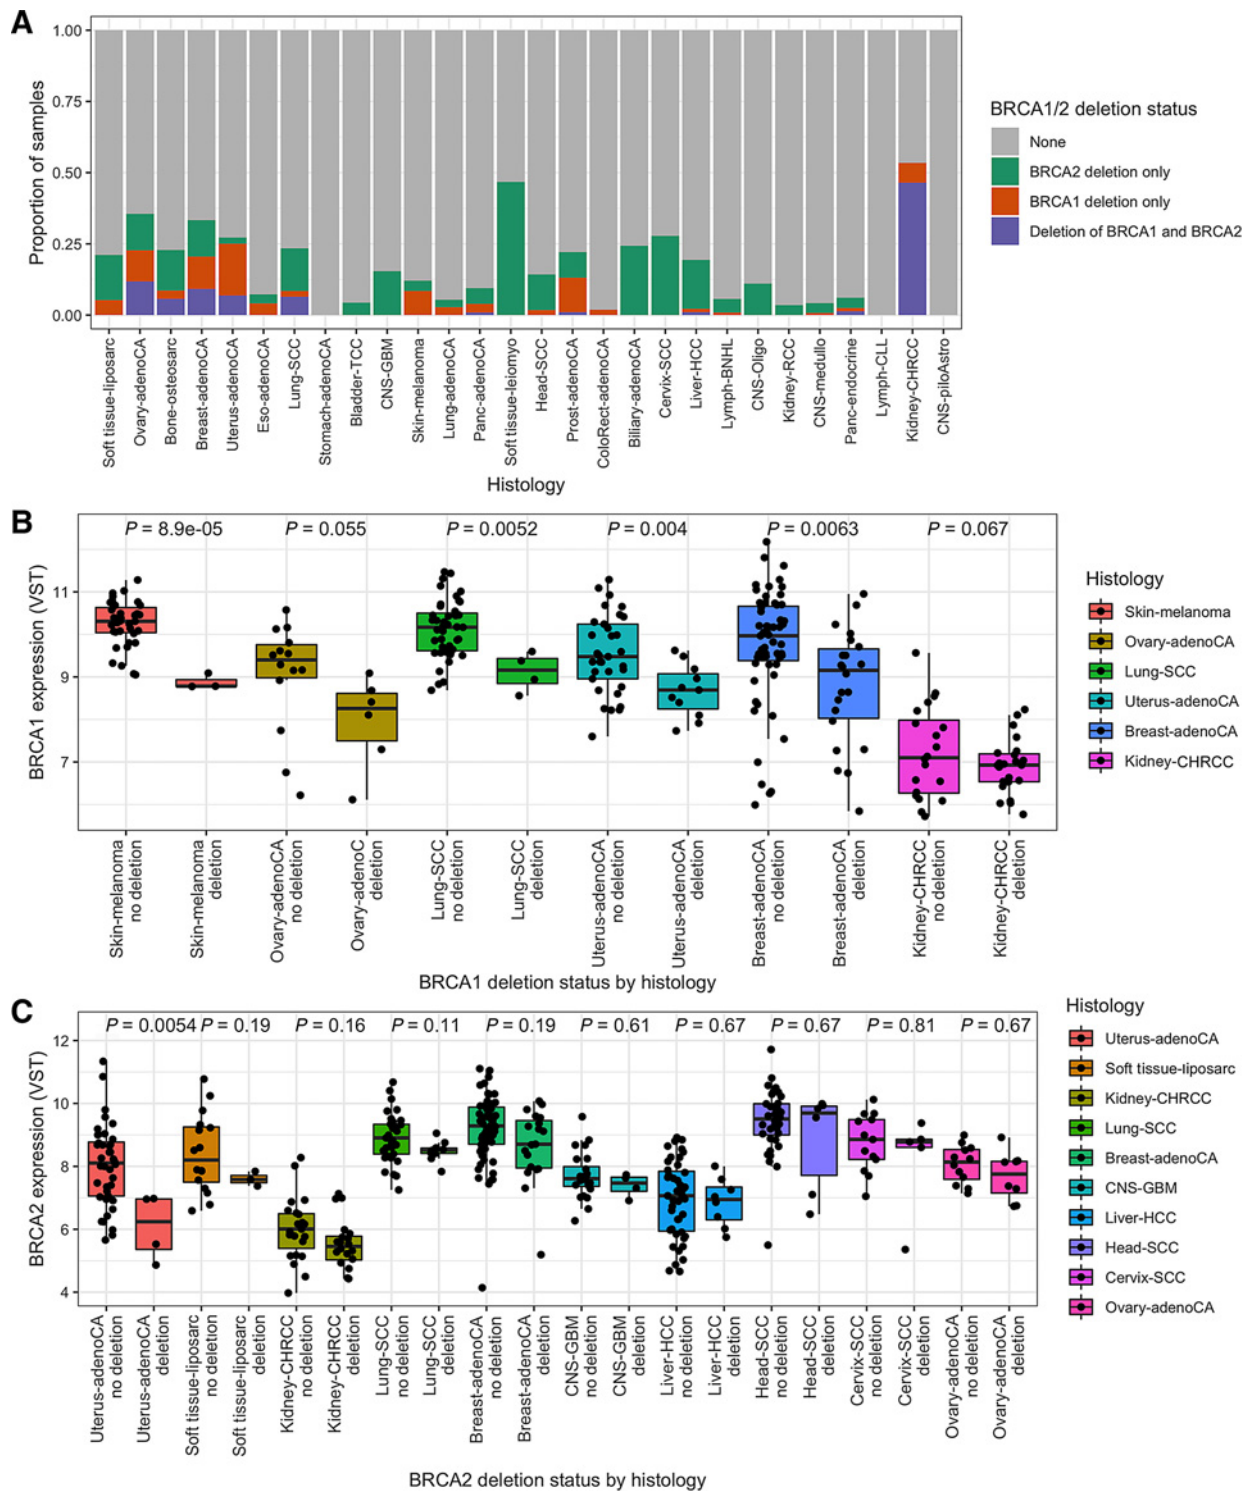 A
1.00
0.75
0.50
0.25
0.00
Proportion of samples
Soft tissue-liposarc
Ovary-adenoCA
Bone-osteosarc
Breast-adenoCA
Uterus-adenoCA
Eso-adenoCA
Lung-SCC
Stomach-adenoCA
Bladder-TCC
CNS-GBM
Skin-melanoma
Lung-adenoCA
Panc-adenoCA
Soft tissue-leiomyo
Head-SCC
Prost-adenoCA
ColoRect-adenoCA
Biliary-adenoCA
Cervix-SCC
Liver-HCC
Lymph-BNHL
CNS-Oligo
Kidney-RCC
CNS-medullo
Panc-endocrine
Lymph-CLL
Kidney-CHRCC
CNS-piloAstro
Histology
BRCA1/2 deletion status
None
BRCA2 deletion only
BRCA1 deletion only
Deletion of BRCA1 and BRCA2
B
P = 8.9e-05
P = 0.055
P = 0.0052
P = 0.004
P = 0.0063
P = 0.067
11
9
7
BRCA1 expression (VST)
Skin-melanoma
no deletion
Skin-melanoma
deletion
Ovary-adenoCA
no deletion
Ovary-adenoC
deletion
Lung-SCC
no deletion
Lung-SCC
deletion
Uterus-adenoCA
no deletion
Uterus-adenoCA
deletion
Breast-adenoCA
no deletion
Breast-adenoCA
deletion
Kidney-CHRCC
no deletion
Kidney-CHRCC
deletion
BRCA1 deletion status by histology
Histology
Skin-melanoma
Ovary-adenoCA
Lung-SCC
Uterus-adenoCA
Breast-adenoCA
Kidney-CHRCC
C
P = 0.0054
P = 0.19
P = 0.16
P = 0.11
P = 0.19
P = 0.61
P = 0.67
P = 0.67
P = 0.81
P = 0.67
12
10
8
6
4
BRCA2 expression (VST)
Uterus-adenoCA
no deletion
Uterus-adenoCA
deletion
Soft tissue-liposarc
no deletion
Soft tissue-liposarc
deletion
Kidney-CHRCC
no deletion
Kidney-CHRCC
deletion
Lung-SCC
no deletion
Lung-SCC
deletion
Breast-adenoCA
no deletion
Breast-adenoCA
deletion
CNS-GBM
no deletion
CNS-GBM
deletion
Liver-HCC
no deletion
Liver-HCC
deletion
Head-SCC
no deletion
Head-SCC
deletion
Cervix-SCC
no deletion
Cervix-SCC
deletion
Ovary-adenoCA
no deletion
Ovary-adenoCA
deletion
BRCA2 deletion status by histology
Histology
Uterus-adenoCA
Soft tissue-liposarc
Kidney-CHRCC
Lung-SCC
Breast-adenoCA
CNS-GBM
Liver-HCC
Head-SCC
Cervix-SCC
Ovary-adenoCA